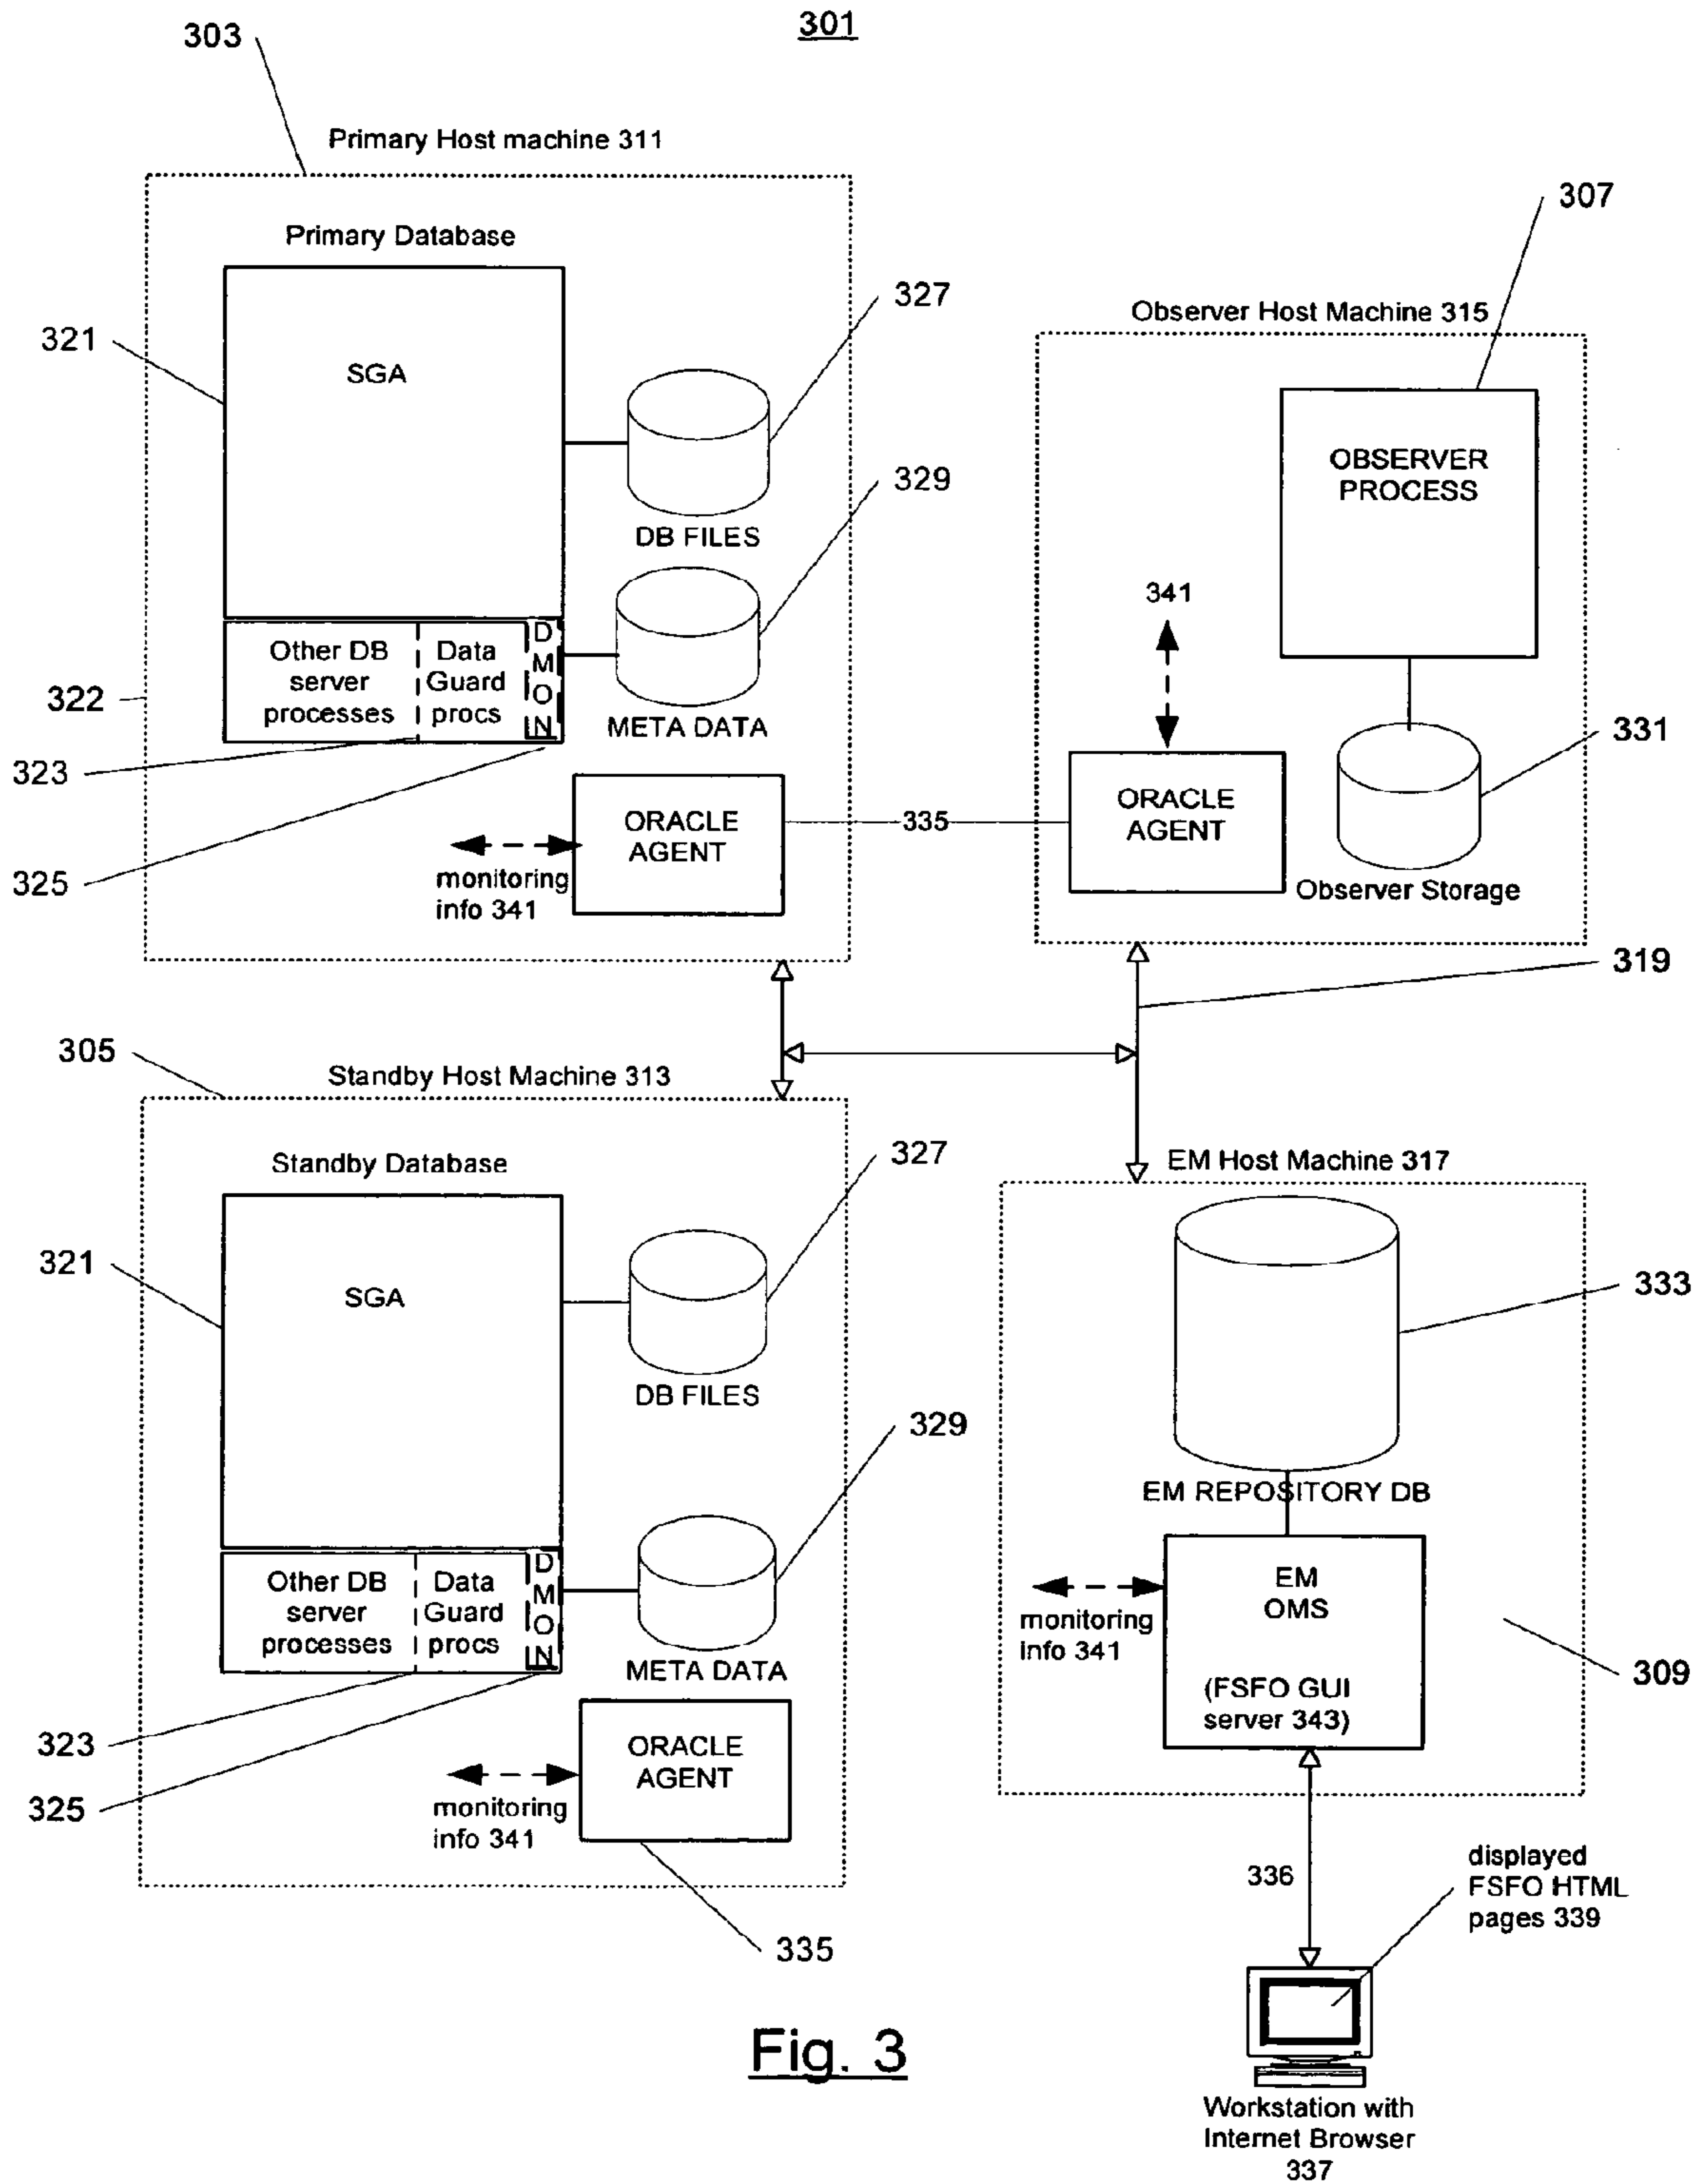 301
303
Primary Host machine 311
Primary Database
321
SGA
327
DB FILES
329
Other DB
server
processes
Data
Guard
procs
D
M
O
N
322
META DATA
323
325
ORACLE
AGENT
monitoring
info 341
335
307
Observer Host Machine 315
OBSERVER
PROCESS
341
331
ORACLE
AGENT
Observer Storage
319
305
Standby Host Machine 313
Standby Database
327
321
SGA
DB FILES
329
Other DB
server
processes
Data
Guard
procs
D
M
O
N
META DATA
323
325
ORACLE
AGENT
monitoring
info 341
335
EM Host Machine 317
333
EM REPOSITORY DB
EM
OMS
monitoring
info 341
(FSFO GUI
server 343)
309
336
displayed
FSFO HTML
pages 339
Workstation with
Internet Browser
337
Fig. 3